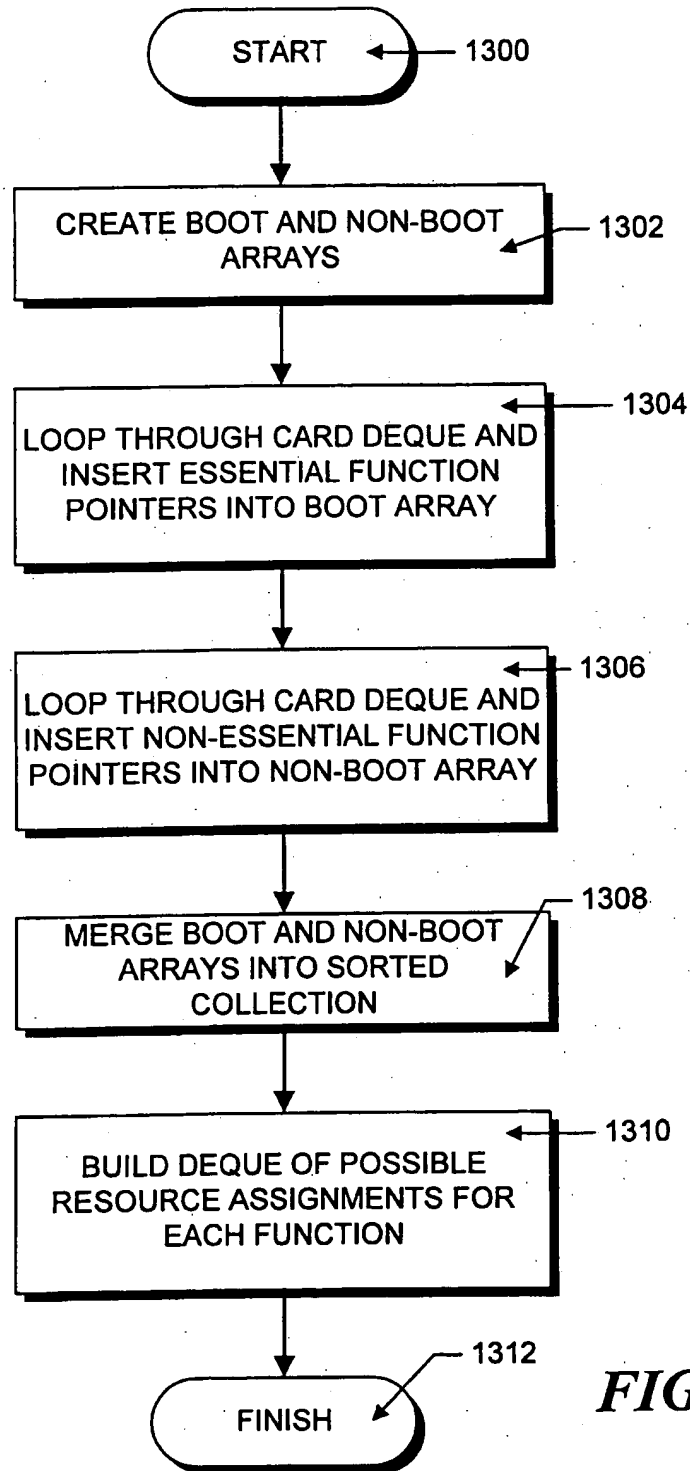 START
1300
CREATE BOOT AND NON-BOOT
ARRAYS
1302
1304
LOOP THROUGH CARD DEQUE AND
INSERT ESSENTIAL FUNCTION
POINTERS INTO BOOT ARRAY
1306
LOOP THROUGH CARD DEQUE AND
INSERT NON-ESSENTIAL FUNCTION
POINTERS INTO NON-BOOT ARRAY
1308
MERGE BOOT AND NON-BOOT
ARRAYS INTO SORTED
COLLECTION
1310
BUILD DEQUE OF POSSIBLE
RESOURCE ASSIGNMENTS FOR
EACH FUNCTION
1312
FINISH
FIG